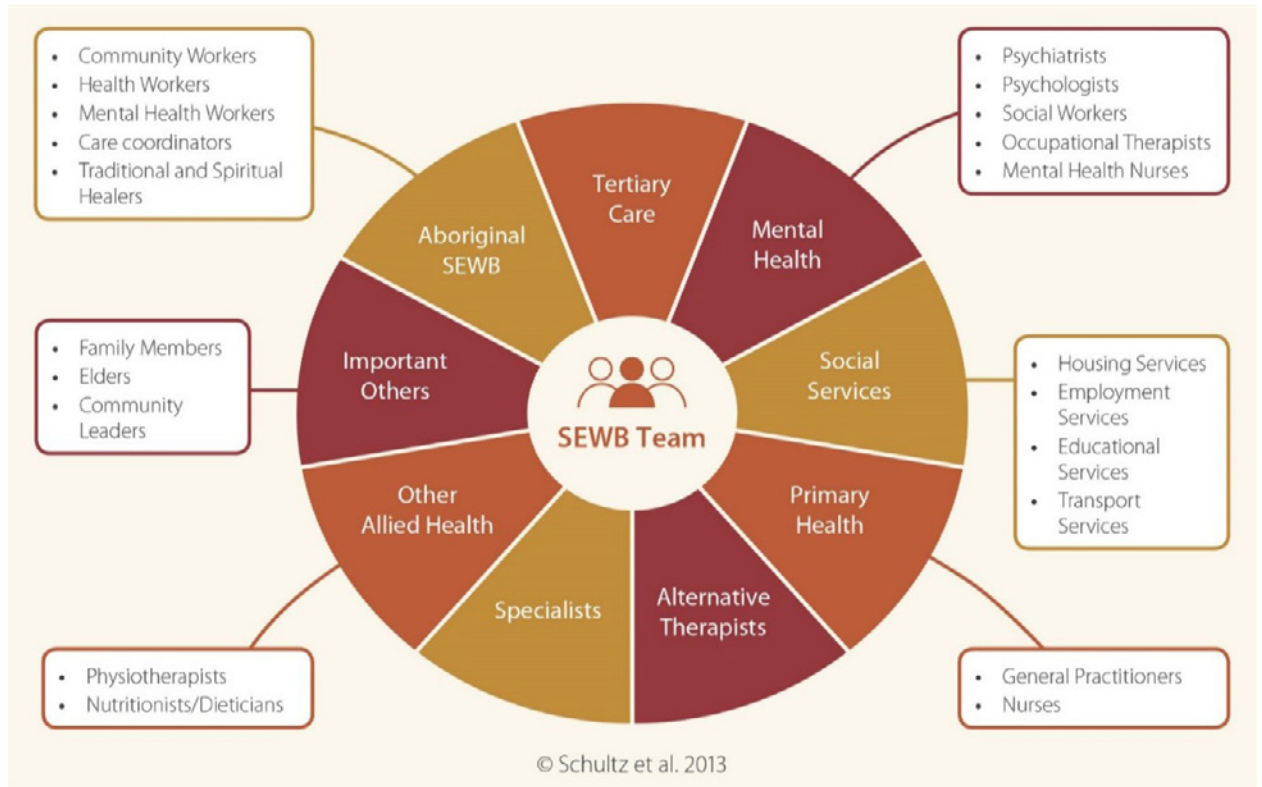 • Community Workers
• Health Workers
• Mental Health Workers
• Care coordinators
• Traditional and Spiritual
Healers
• Psychiatrists
• Psychologists
• Social Workers
• Occupational Therapists
• Mental Health Nurses
Tertiary
Care
Aboriginal
SEWB
Mental
Health
• Family Members
• Elders
• Community
Leaders
Important
Others
Social
Services
• Housing Services
• Employment
Services
• Educational
Services
• Transport
Services
SEWB Team
Other
Allied Health
Primary
Health
Specialists
Alternative
Therapists
• Physiotherapists
• Nutritionists/Dieticians
• General Practitioners
• Nurses
© Schultz et al. 2013